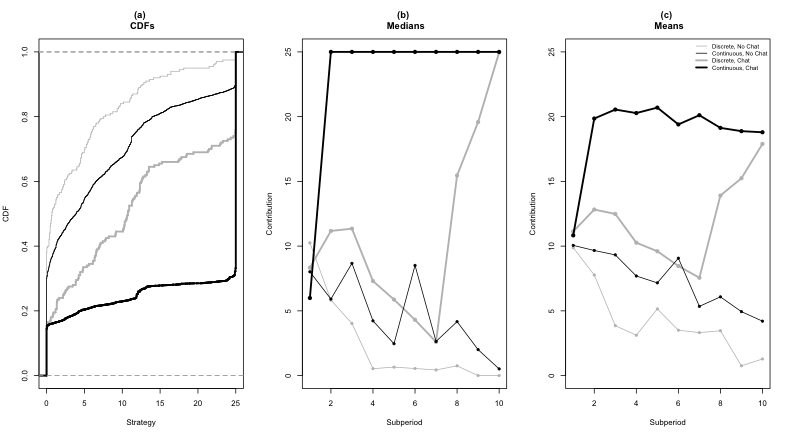 (a)
CDFs
CDF
0.0
0.2
0.4
0.6
0.8
1.0
0
5
10
15
20
25
Strategy
(b)
Medians
Contribution
0
5
10
15
20
25
2
4
6
8
10
Subperiod
(c)
Means
Contribution
0
5
10
15
20
25
2
4
6
8
10
Subperiod
Discrete, No Chat
Continuous, No Chat
Discrete, Chat
Continuous, Chat